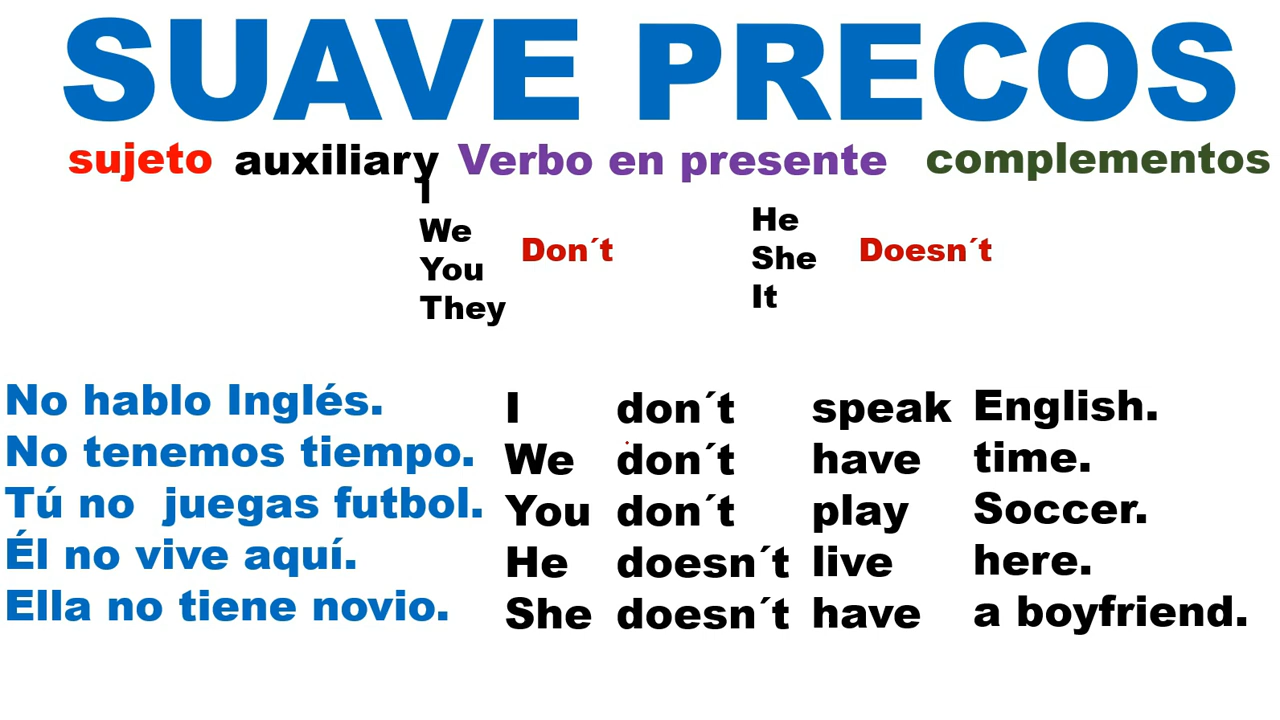 SUAVE PRECOS
sujeto auxiliary Verbo en presente complementos
I
We
You
They
Don´t
He
She
It
Doesn´t
No hablo Inglés. I don´t speak English.
No tenemos tiempo. We don´t have time.
Tú no juegas futbol. You don´t play Soccer.
Él no vive aquí. He doesn´t live here.
Ella no tiene novio. She doesn´t have a boyfriend.